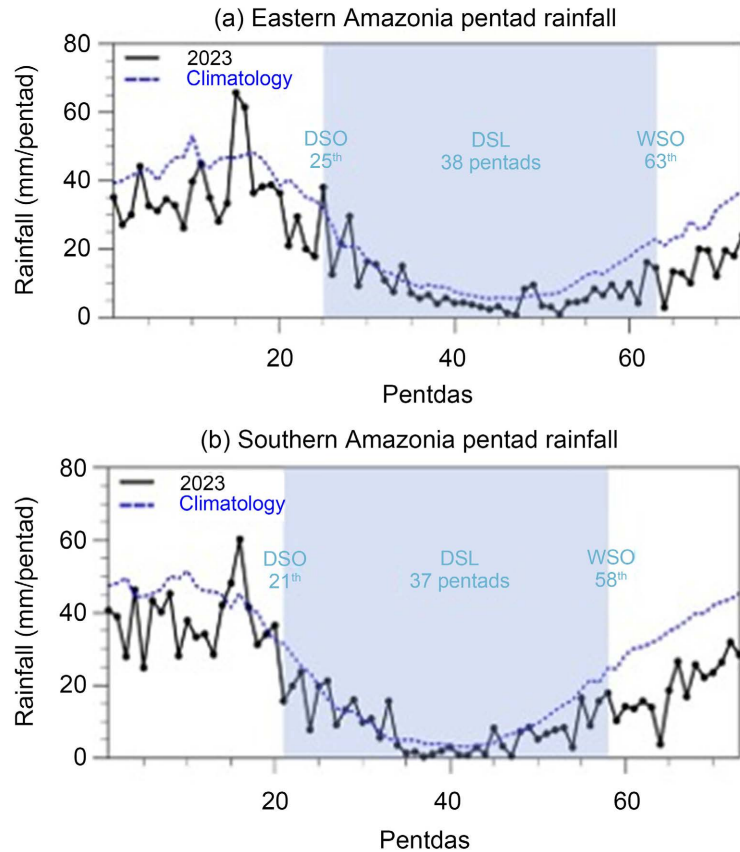 (a) Eastern Amazonia pentad rainfall
80
60
40
20
0
Rainfall (mm/pentad)
2023
Climatology
DSO
25th
DSL
38 pentads
WSO
63th
20
40
60
Pentdas
(b) Southern Amazonia pentad rainfall
80
60
40
20
0
Rainfall (mm/pentad)
2023
Climatology
DSO
21th
DSL
37 pentads
WSO
58th
20
40
60
Pentdas